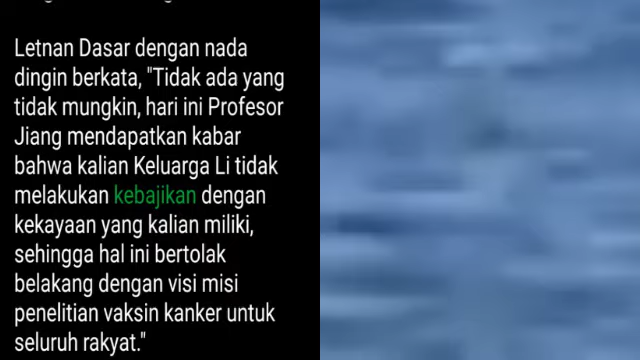 Letnan Dasar dengan nada
dingin berkata, "Tidak ada yang
tidak mungkin, hari ini Profesor
Jiang mendapatkan kabar
bahwa kalian Keluarga Li tidak
melakukan kebajikan dengan
kekayaan yang kalian miliki,
sehingga hal ini bertolak
belakang dengan visi misi
penelitian vaksin kanker untuk
seluruh rakyat."